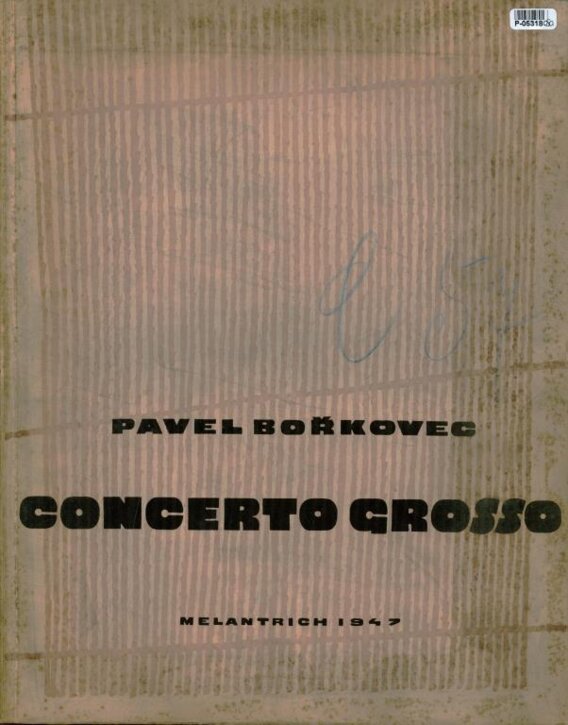 P-05318
PAVEL BOŘKOVEC
CONCERTO GROSSO
MELANTRICH 1947